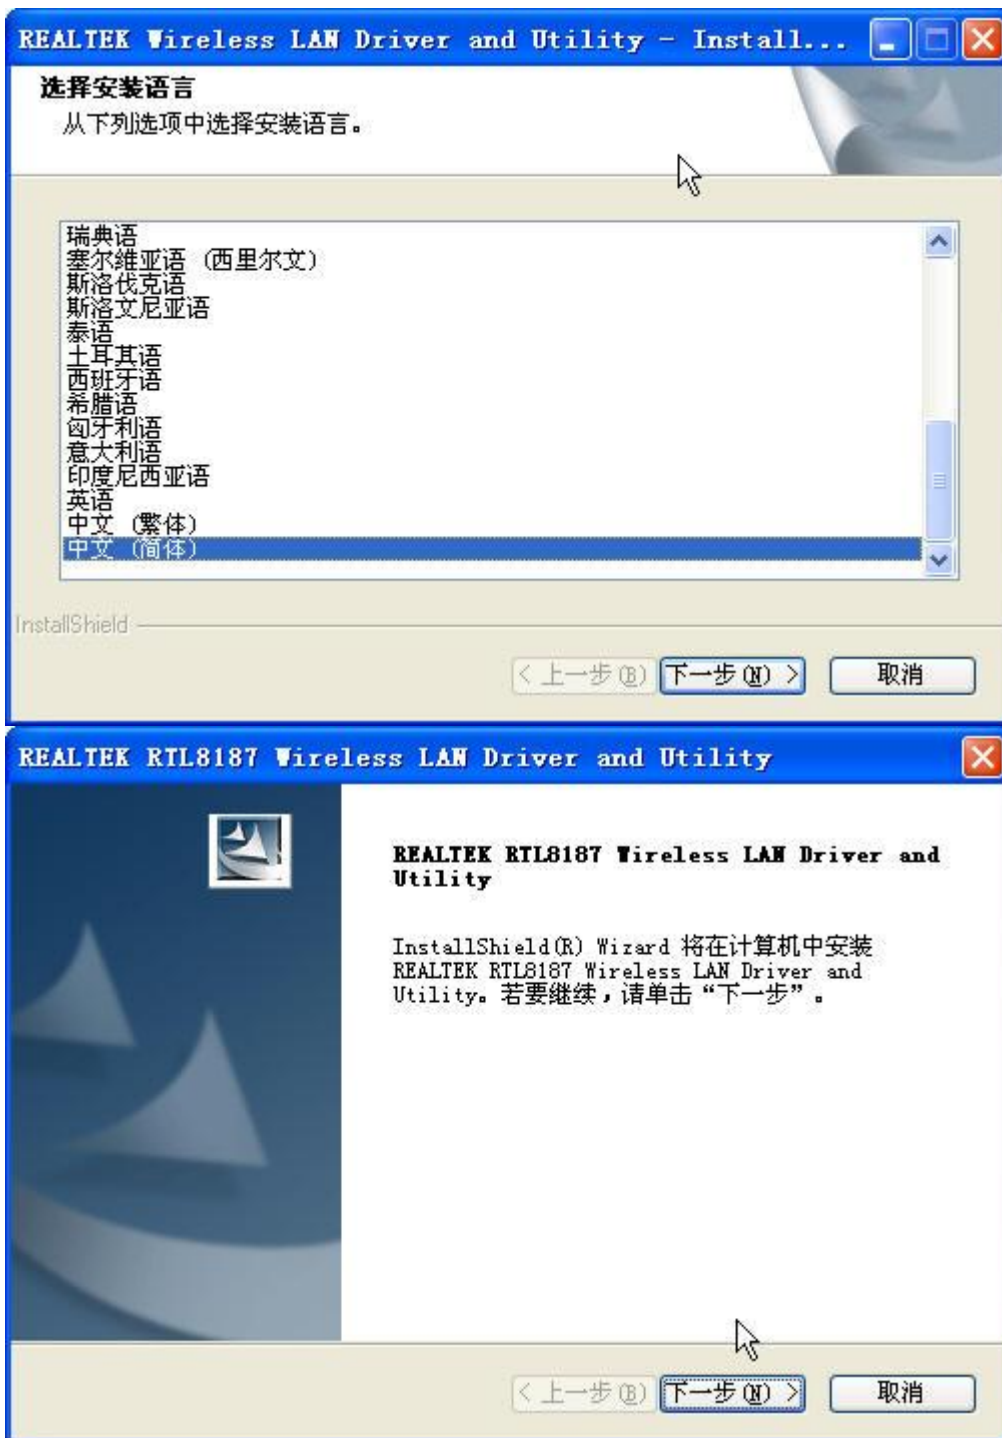 REALTEK Wireless LAN Driver and Utility - Install...
选择安装语言
从下列选项中选择安装语言。
瑞典语
塞尔维亚语 (西里尔文)
斯洛伐克语
斯洛文尼亚语
泰语
土耳其语
西班牙语
希腊语
匈牙利语
意大利语
印度尼西亚语
英语
中文 (繁体)
中文 (简体)
InstallShield
< 上一步(B) 下一步(N) > 取消
REALTEK RTL8187 Wireless LAN Driver and Utility
REALTEK RTL8187 Wireless LAN Driver and
Utility
InstallShield(R) Wizard 将在计算机中安装
REALTEK RTL8187 Wireless LAN Driver and
Utility。若要继续，请单击“下一步”。
< 上一步(B) 下一步(N) > 取消